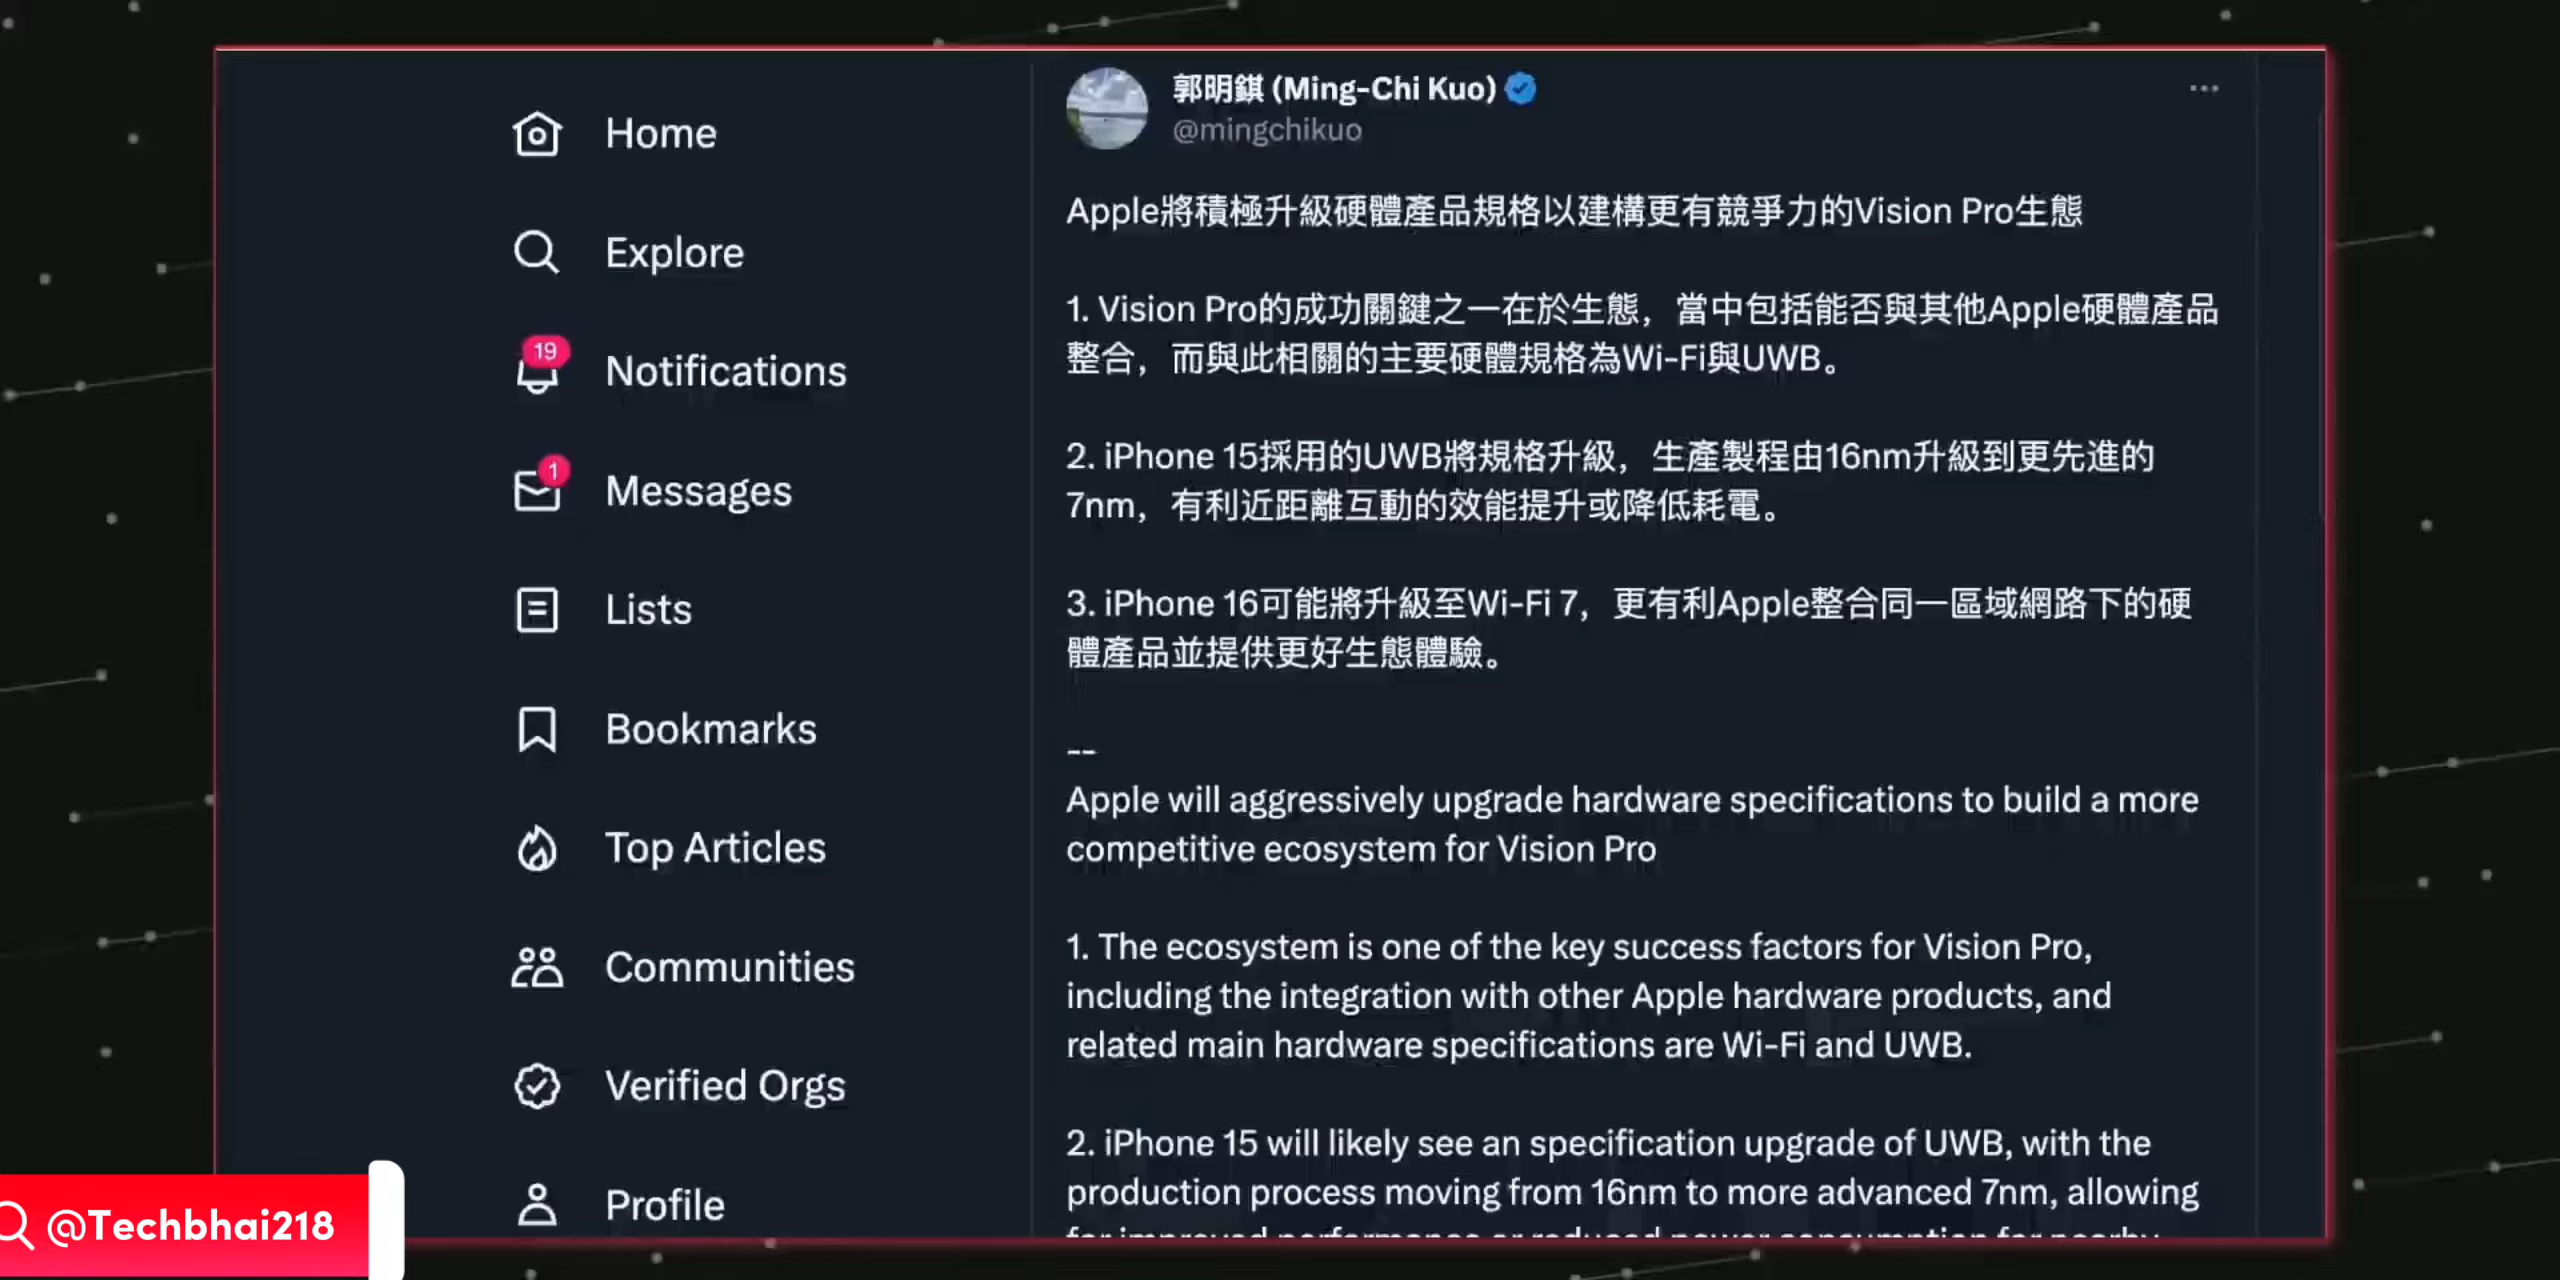 Home
Explore
19
Notifications
1
Messages
Lists
Bookmarks
Top Articles
Communities
Verified Orgs
Profile
郭明錤 (Ming-Chi Kuo)
@mingchikuo
Apple將積極升級硬體產品規格以建構更有競爭力的Vision Pro生態
1. Vision Pro的成功關鍵之一在於生態，當中包括能否與其他Apple硬體產品
整合，而與此相關的主要硬體規格為Wi-Fi與UWB。
2. iPhone 15採用的UWB將規格升級，生產製程由16nm升級到更先進的
7nm，有利近距離互動的效能提升或降低耗電。
3. iPhone 16可能將升級至Wi-Fi 7，更有利Apple整合同一區域網路下的硬
體產品並提供更好生態體驗。
--
Apple will aggressively upgrade hardware specifications to build a more
competitive ecosystem for Vision Pro
1. The ecosystem is one of the key success factors for Vision Pro,
including the integration with other Apple hardware products, and
related main hardware specifications are Wi-Fi and UWB.
2. iPhone 15 will likely see an specification upgrade of UWB, with the
production process moving from 16nm to more advanced 7nm, allowing
for improved performance or reduced power consumption for nearby
@Techbhai218